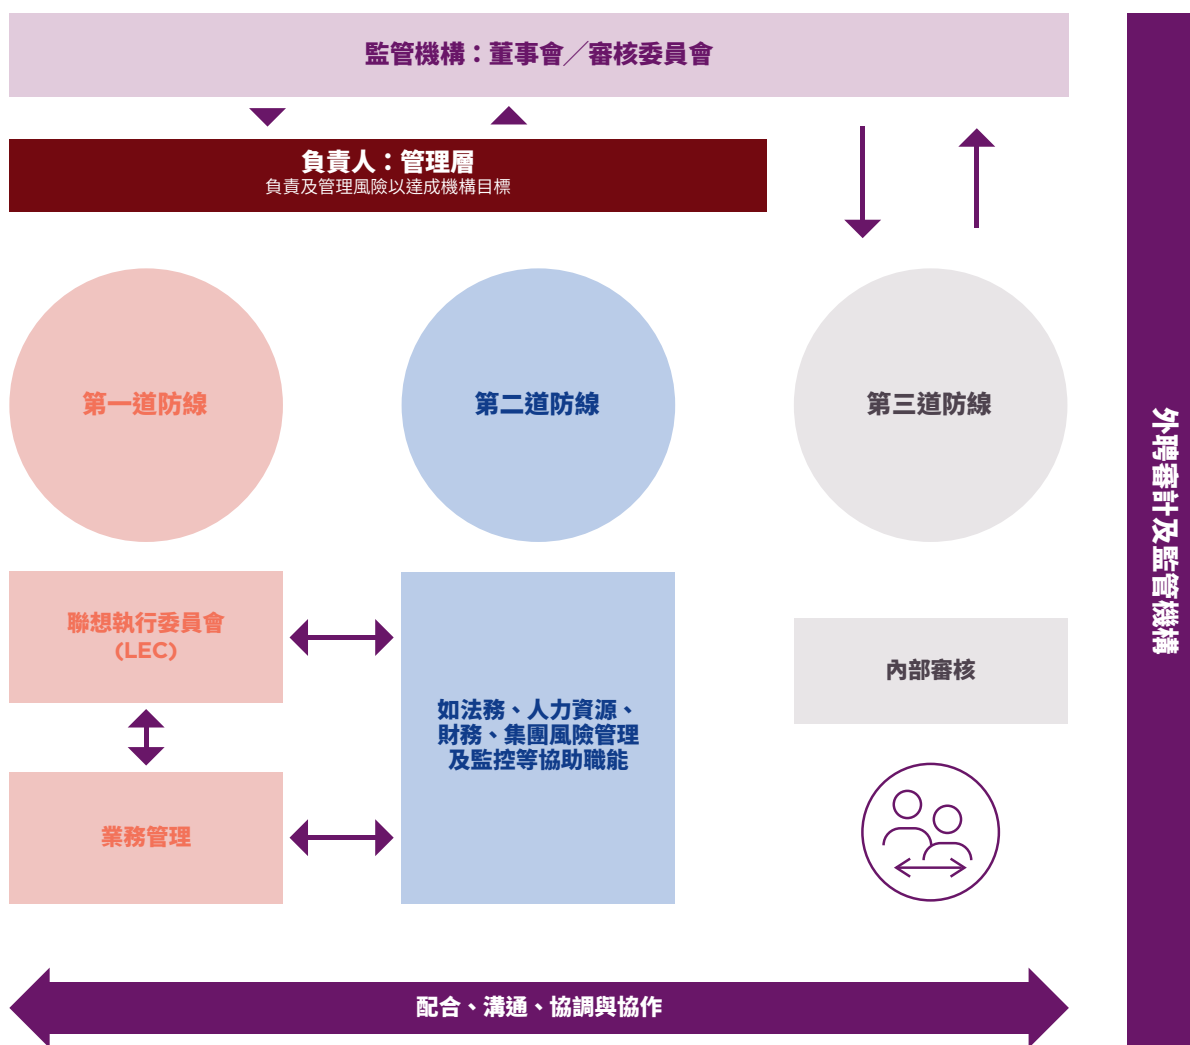 監管機構：董事會╱審核委員會
負責人：管理層
負責及管理風險以達成機構目標
第一道防線
第二道防線
第三道防線
聯想執行委員會
(LEC)
業務管理
如法務、人力資源、
財務、集團風險管理
及監控等協助職能
內部審核
配合、溝通、協調與協作
外聘審計及監管機構